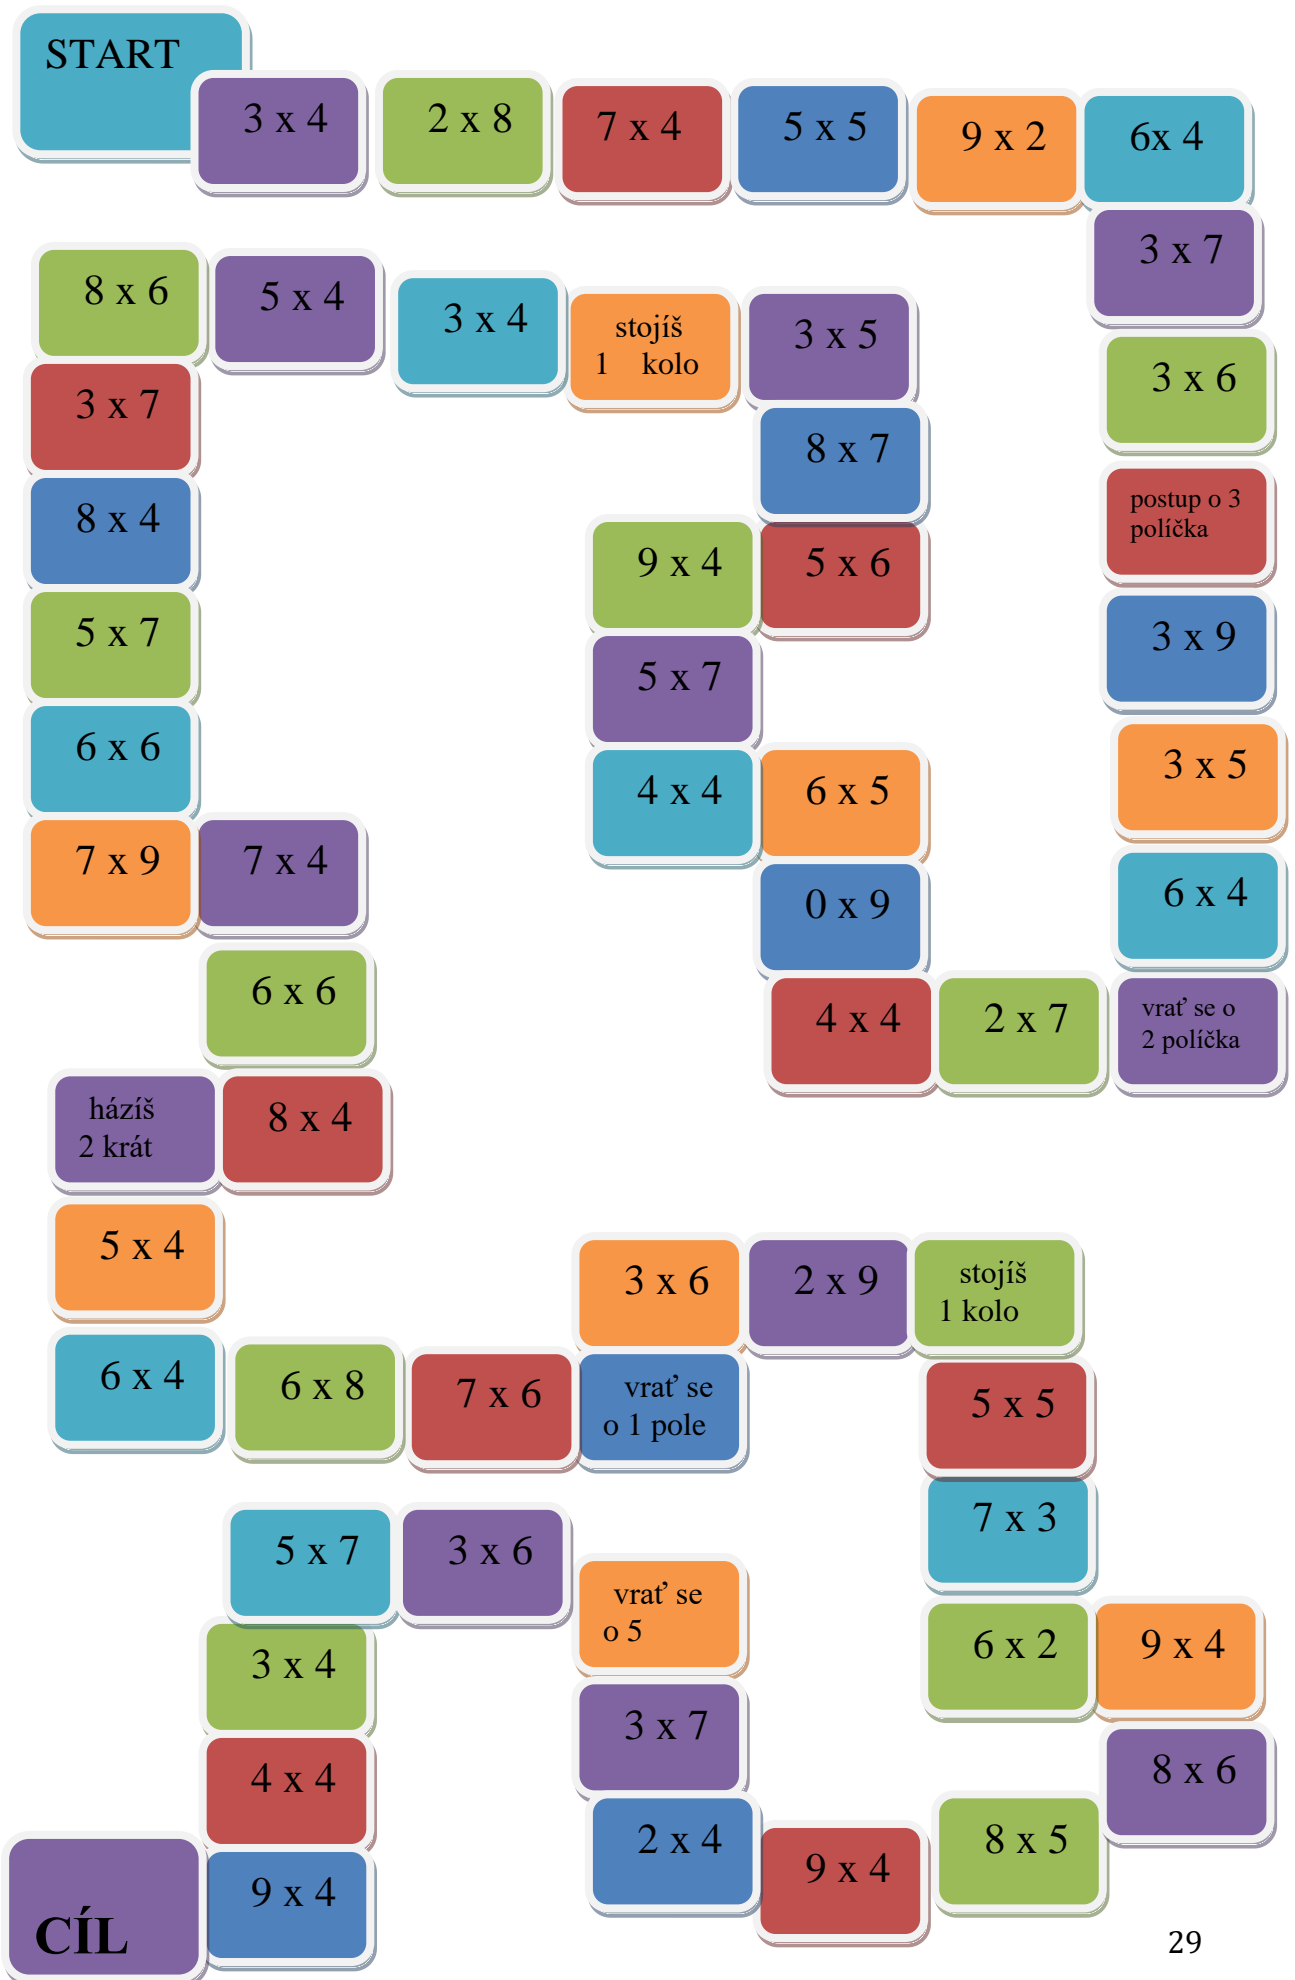 START
3 x 4
2 x 8
7 x 4
5 x 5
9 x 2
6x 4
3 x 7
3 x 6
postup o 3
políčka
3 x 9
3 x 5
6 x 4
vrať se o
2 políčka
2 x 7
4 x 4
0 x 9
6 x 5
4 x 4
5 x 7
9 x 4
5 x 6
8 x 7
3 x 5
stojíš
1 kolo
3 x 4
5 x 4
8 x 6
3 x 7
8 x 4
5 x 7
6 x 6
7 x 9
7 x 4
6 x 6
8 x 4
házíš
2 krát
5 x 4
6 x 4
6 x 8
7 x 6
vrať se
o 1 pole
3 x 6
2 x 9
stojíš
1 kolo
5 x 5
7 x 3
6 x 2
9 x 4
8 x 6
8 x 5
9 x 4
2 x 4
3 x 7
vrať se
o 5
3 x 6
5 x 7
3 x 4
4 x 4
9 x 4
CÍL
29